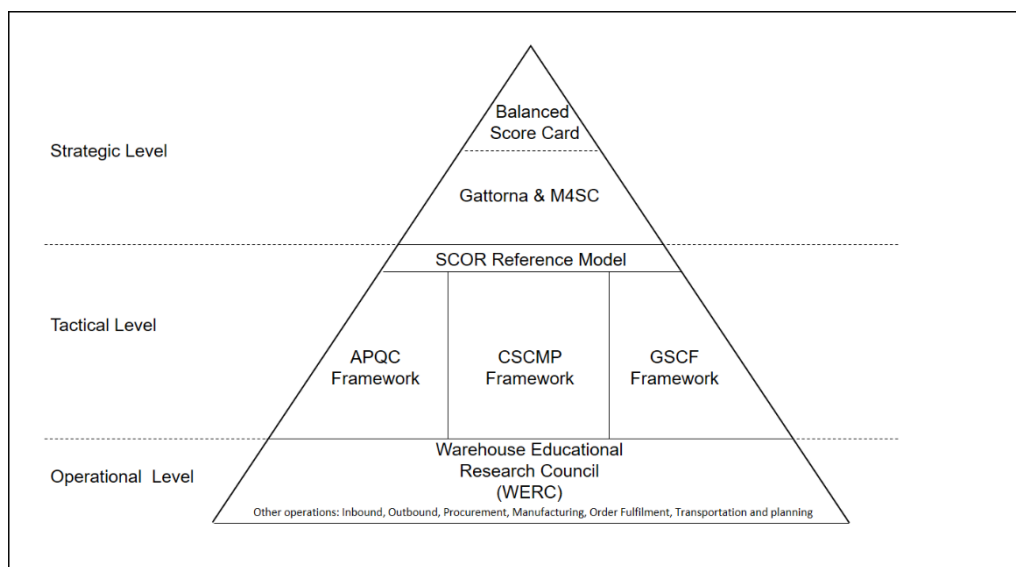 Balanced
Score Card
Strategic Level
Gattorna & M4SC
SCOR Reference Model
Tactical Level
APQC
Framework
CSCMP
Framework
GSCF
Framework
Warehouse Educational
Research Council
(WERC)
Operational Level
Other operations: Inbound, Outbound, Procurement, Manufacturing, Order Fulfilment, Transportation and planning